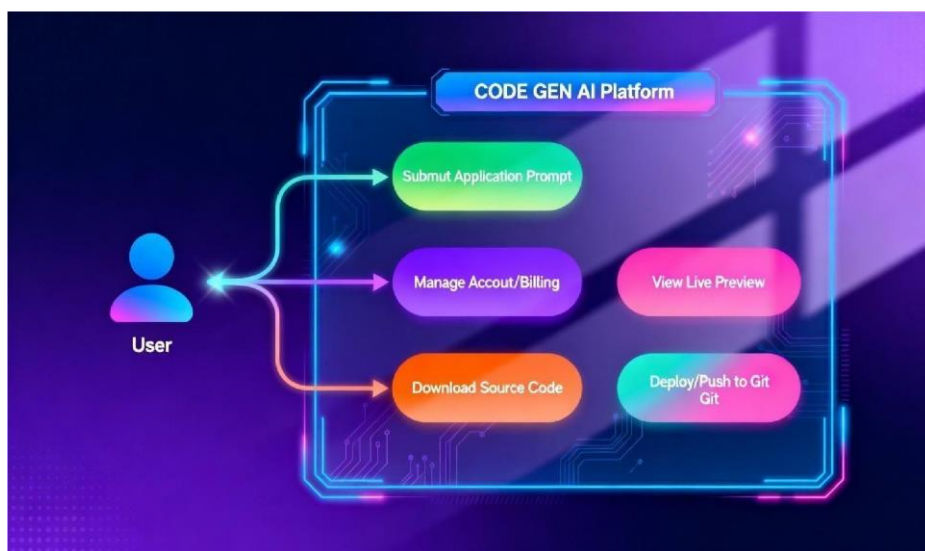 CODE GEN AI Platform
Submut Application Prompt
Manage Accout/Billing
View Live Preview
User
Download Source Code
Deploy/Push to Git
Git